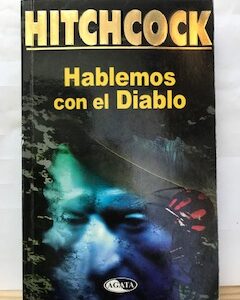 HITCHCOCK
Hablemos
con el Diablo
AGATA